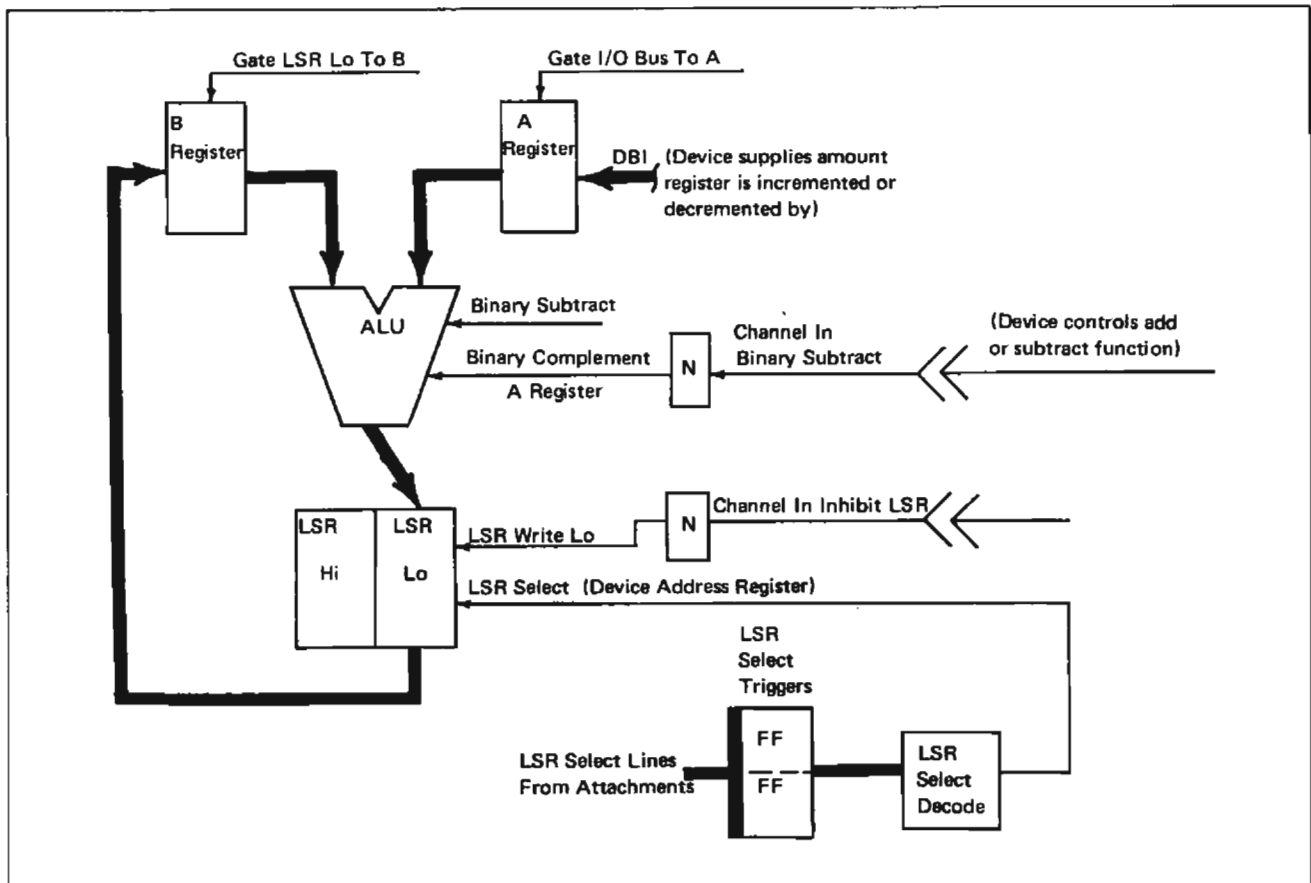 Gate LSR Lo To B
Gate I/O Bus To A
B
Register
A
Register
DBI
(Device supplies amount
register is incremented or
decremented by)
ALU
Binary Subtract
Binary Complement
A Register
N
Channel In
Binary Subtract
(Device controls add
or subtract function)
LSR
Hi
LSR
Lo
LSR Write Lo
N
Channel In Inhibit LSR
LSR Select (Device Address Register)
LSR
Select
Triggers
LSR Select Lines
From Attachments
FF
FF
LSR
Select
Decode